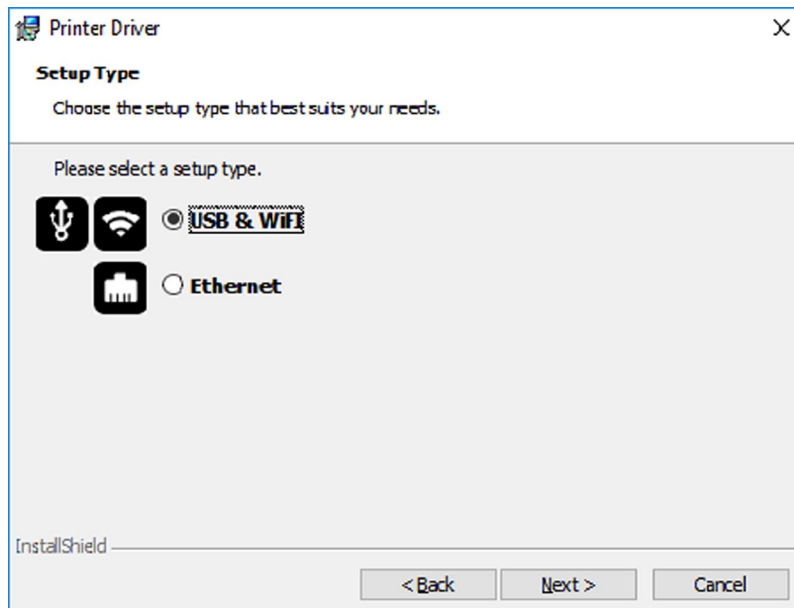 Printer Driver
Setup Type
Choose the setup type that best suits your needs.
Please select a setup type.
USB & WiFI
Ethernet
InstallShield
< Back
Next >
Cancel